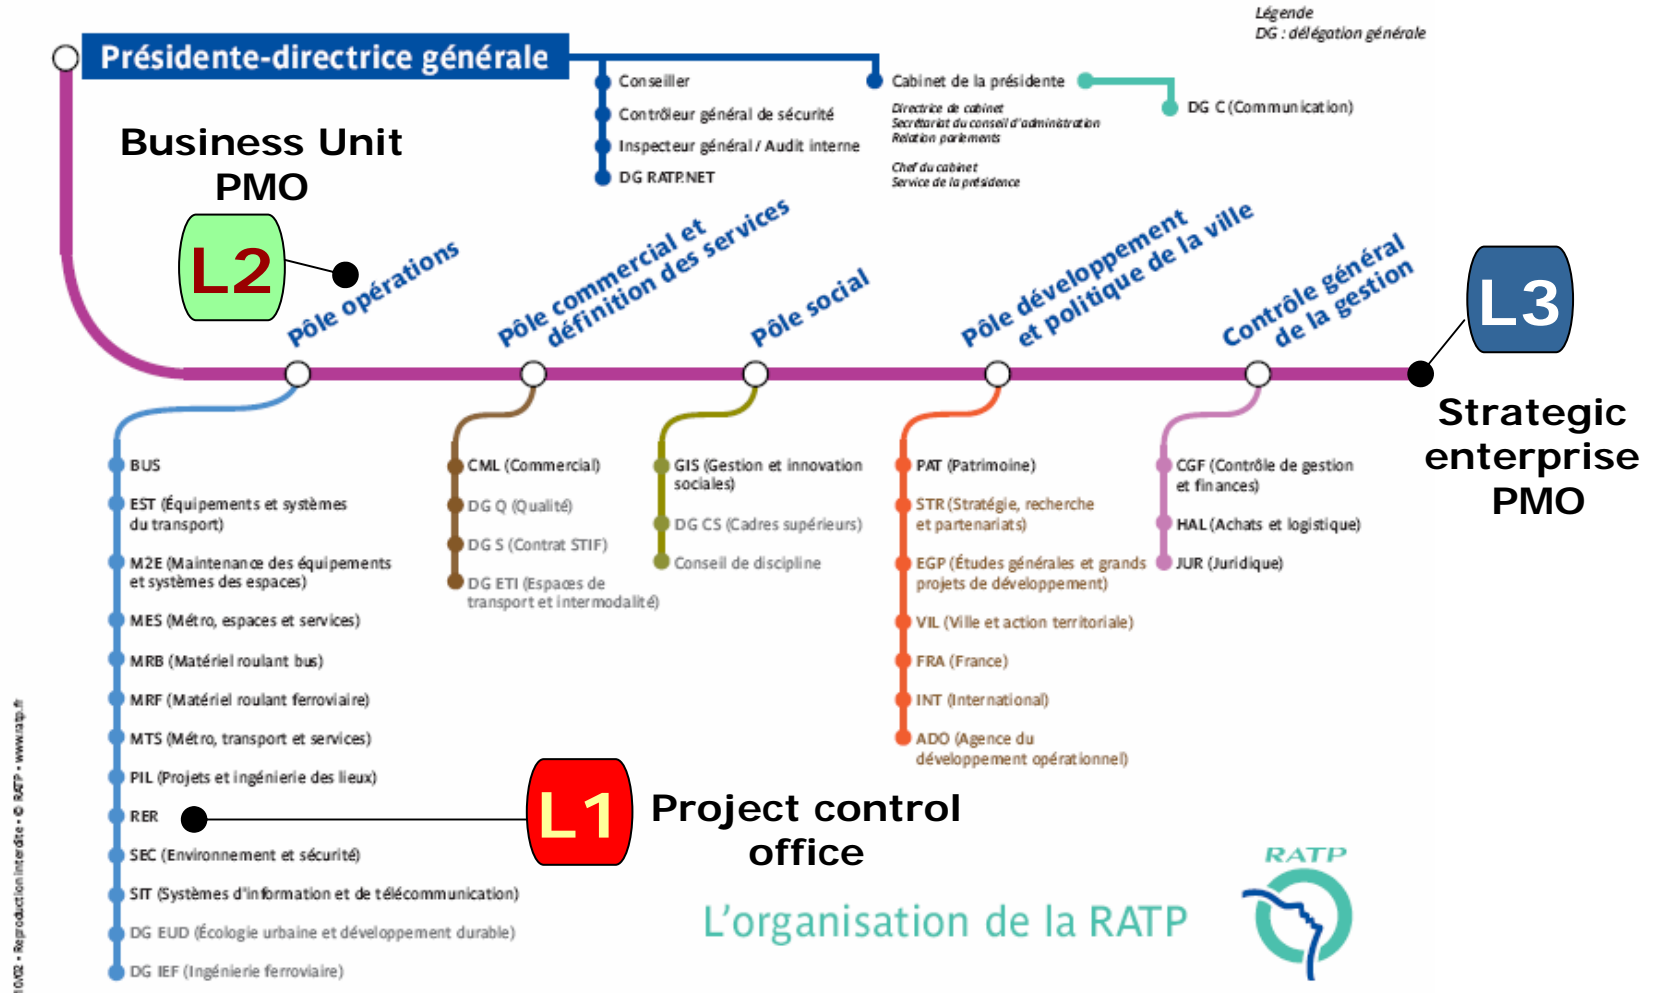 Légende
DG : délégation générale
Présidente-directrice générale
Conseiller
Contrôleur général de sécurité
Inspecteur général / Audit interne
DG RATP.NET
Cabinet de la présidente
Directrice de cabinet
Secrétariat du conseil d'administration
Relation parlements
Chef du cabinet
Service de la présidence
DG C (Communication)
Business Unit
PMO
L2
Pôle opérations
Pôle commercial et
définition des services
Pôle social
Pôle développement
et politique de la ville
Contrôle général
de la gestion
L3
Strategic
enterprise
PMO
BUS
EST (Équipements et systèmes
du transport)
M2E (Maintenance des équipements
et systèmes des espaces)
MES (Métro, espaces et services)
MRB (Matériel roulant bus)
MRF (Matériel roulant ferroviaire)
MTS (Métro, transport et services)
PIL (Projets et ingénierie des lieux)
RER
SEC (Environnement et sécurité)
SIT (Systèmes d'information et de télécommunication)
DG EUD (Écologie urbaine et développement durable)
DG IEF (Ingénierie ferroviaire)
CML (Commercial)
DG Q (Qualité)
DG S (Contrat STIF)
DG ETI (Espaces de
transport et intermodalité)
GIS (Gestion et innovation
sociales)
DG CS (Cadres supérieurs)
Conseil de discipline
PAT (Patrimoine)
STR (Stratégie, recherche
et partenariats)
EGP (Études générales et grands
projets de développement)
VIL (Ville et action territoriale)
FRA (France)
INT (International)
ADO (Agence du
développement opérationnel)
CGF (Contrôle de gestion
et finances)
HAL (Achats et logistique)
JUR (Juridique)
L1
Project control
office
L'organisation de la RATP
RATP
10/02 • Reproduction interdite • © RATP • www.ratp.fr